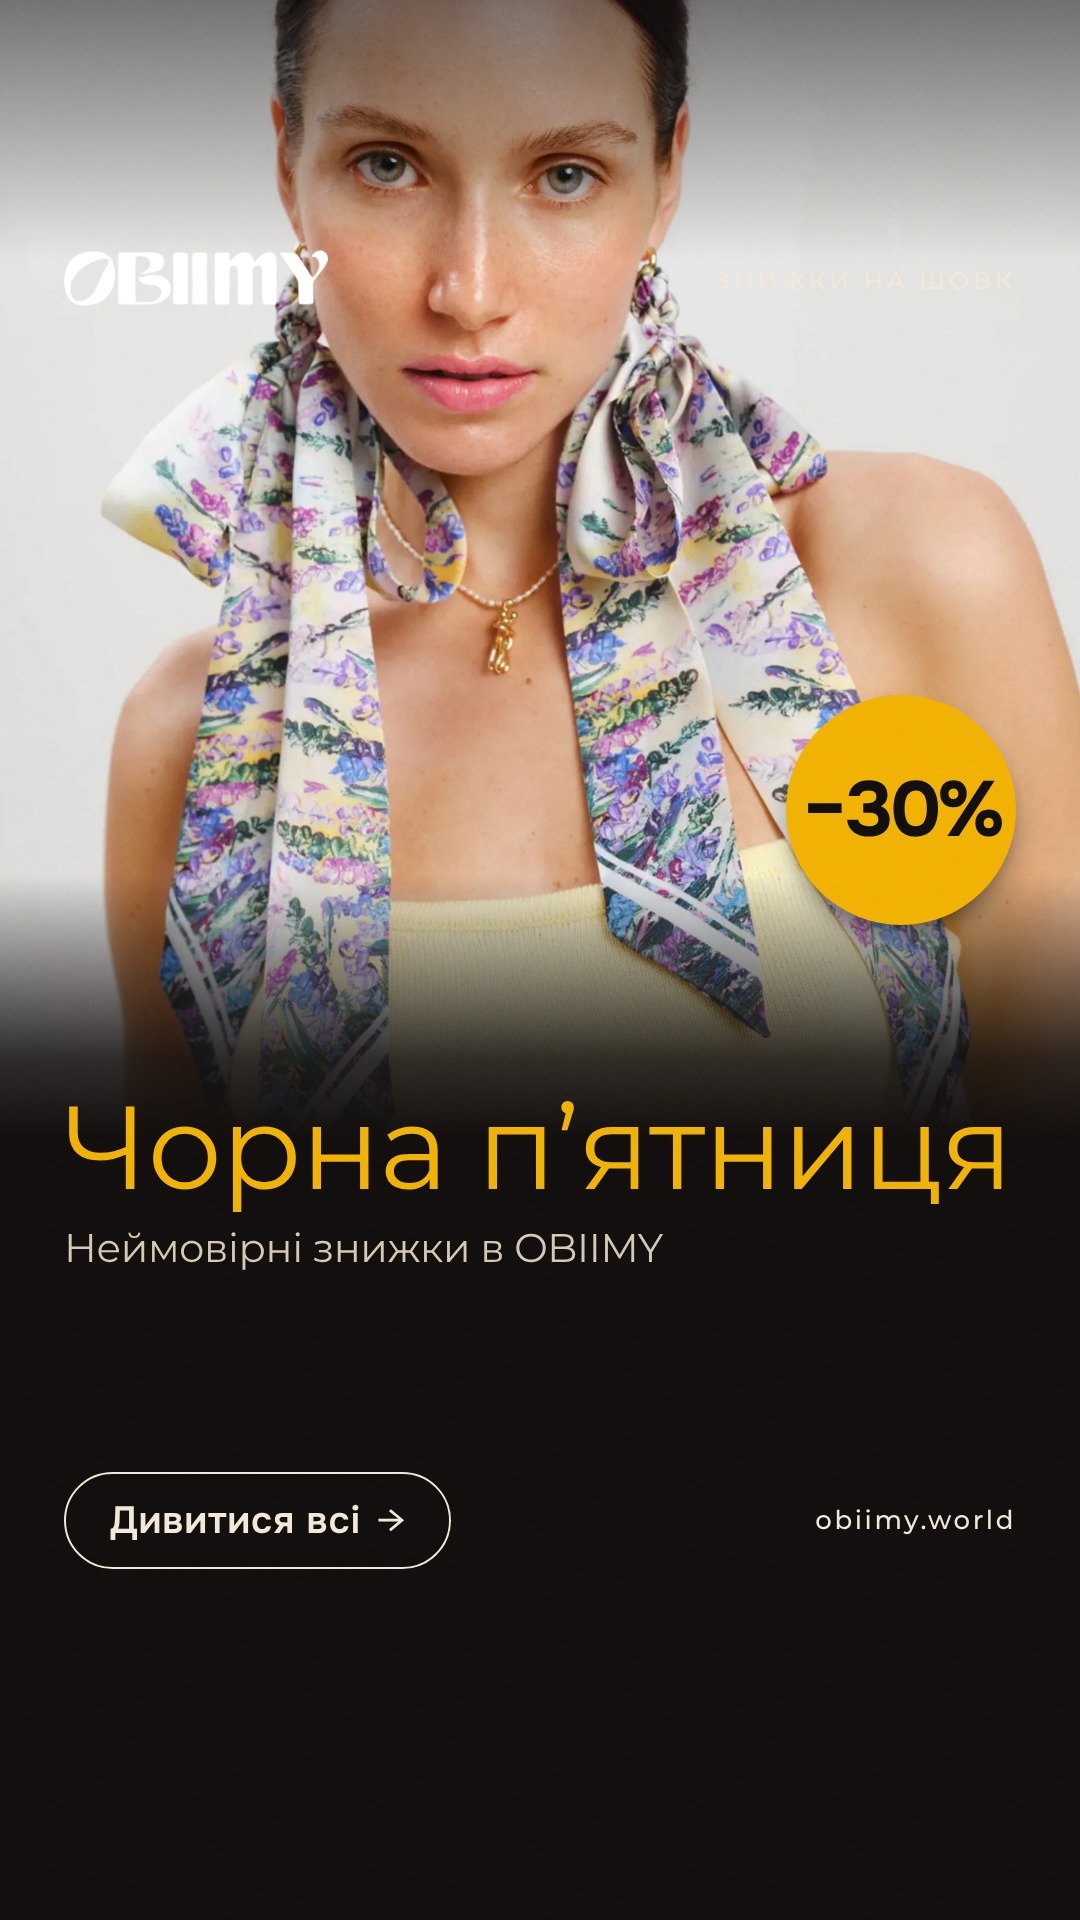 OBIIMY
ЗНИЖКИ НА ШОВК
-30%
Чорна п’ятниця
Неймовірні знижки в OBIIMY
Дивитися всі →
obiimy.world